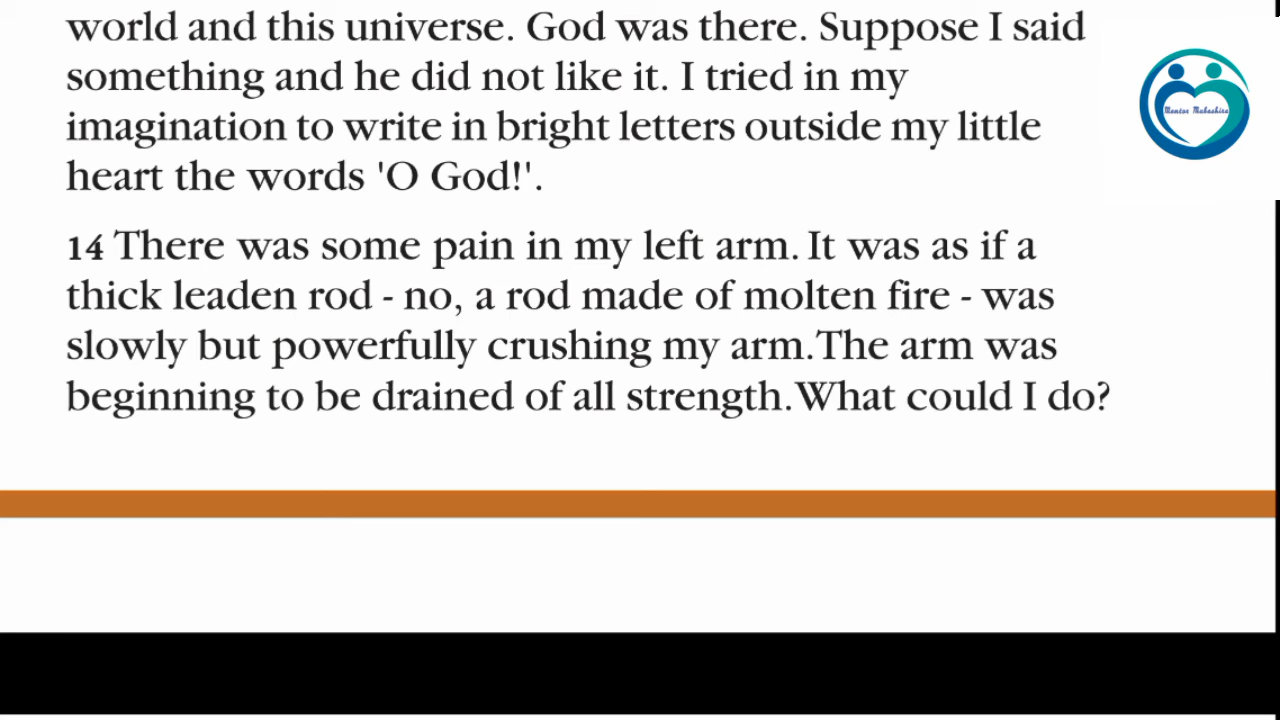 world and this universe. God was there. Suppose I said
something and he did not like it. I tried in my
imagination to write in bright letters outside my little
heart the words 'O God!'.
14 There was some pain in my left arm. It was as if a
thick leaden rod - no, a rod made of molten fire - was
slowly but powerfully crushing my arm.The arm was
beginning to be drained of all strength.What could I do?
Mentor Mubashira